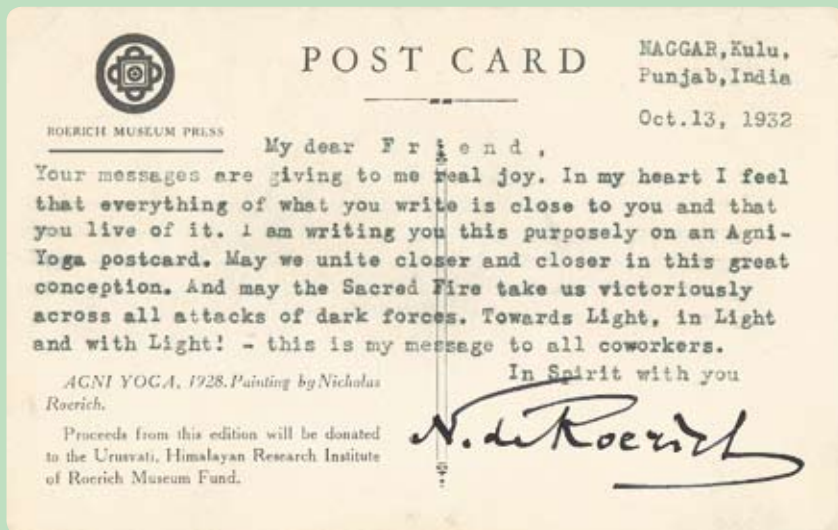 POST CARD
NAGGAR,Kulu,
Punjab,India
Oct.13, 1932
ROERICH MUSEUM PRESS
My dear F r i e n d ,
Your messages are giving to me real joy. In my heart I feel
that everything of what you write is close to you and that
you live of it. I am writing you this purposely on an Agni-
Yoga postcard. May we unite closer and closer in this great
conception. And may the Sacred Fire take us victoriously
across all attacks of dark forces. Towards Light, in Light
and with Light! - this is my message to all coworkers.
In Spirit with you
N. de Roerich
AGNI YOGA, 1928. Painting by Nicholas
Roerich.
Proceeds from this edition will be donated
to the Urusvati, Himalayan Research Institute
of Roerich Museum Fund.